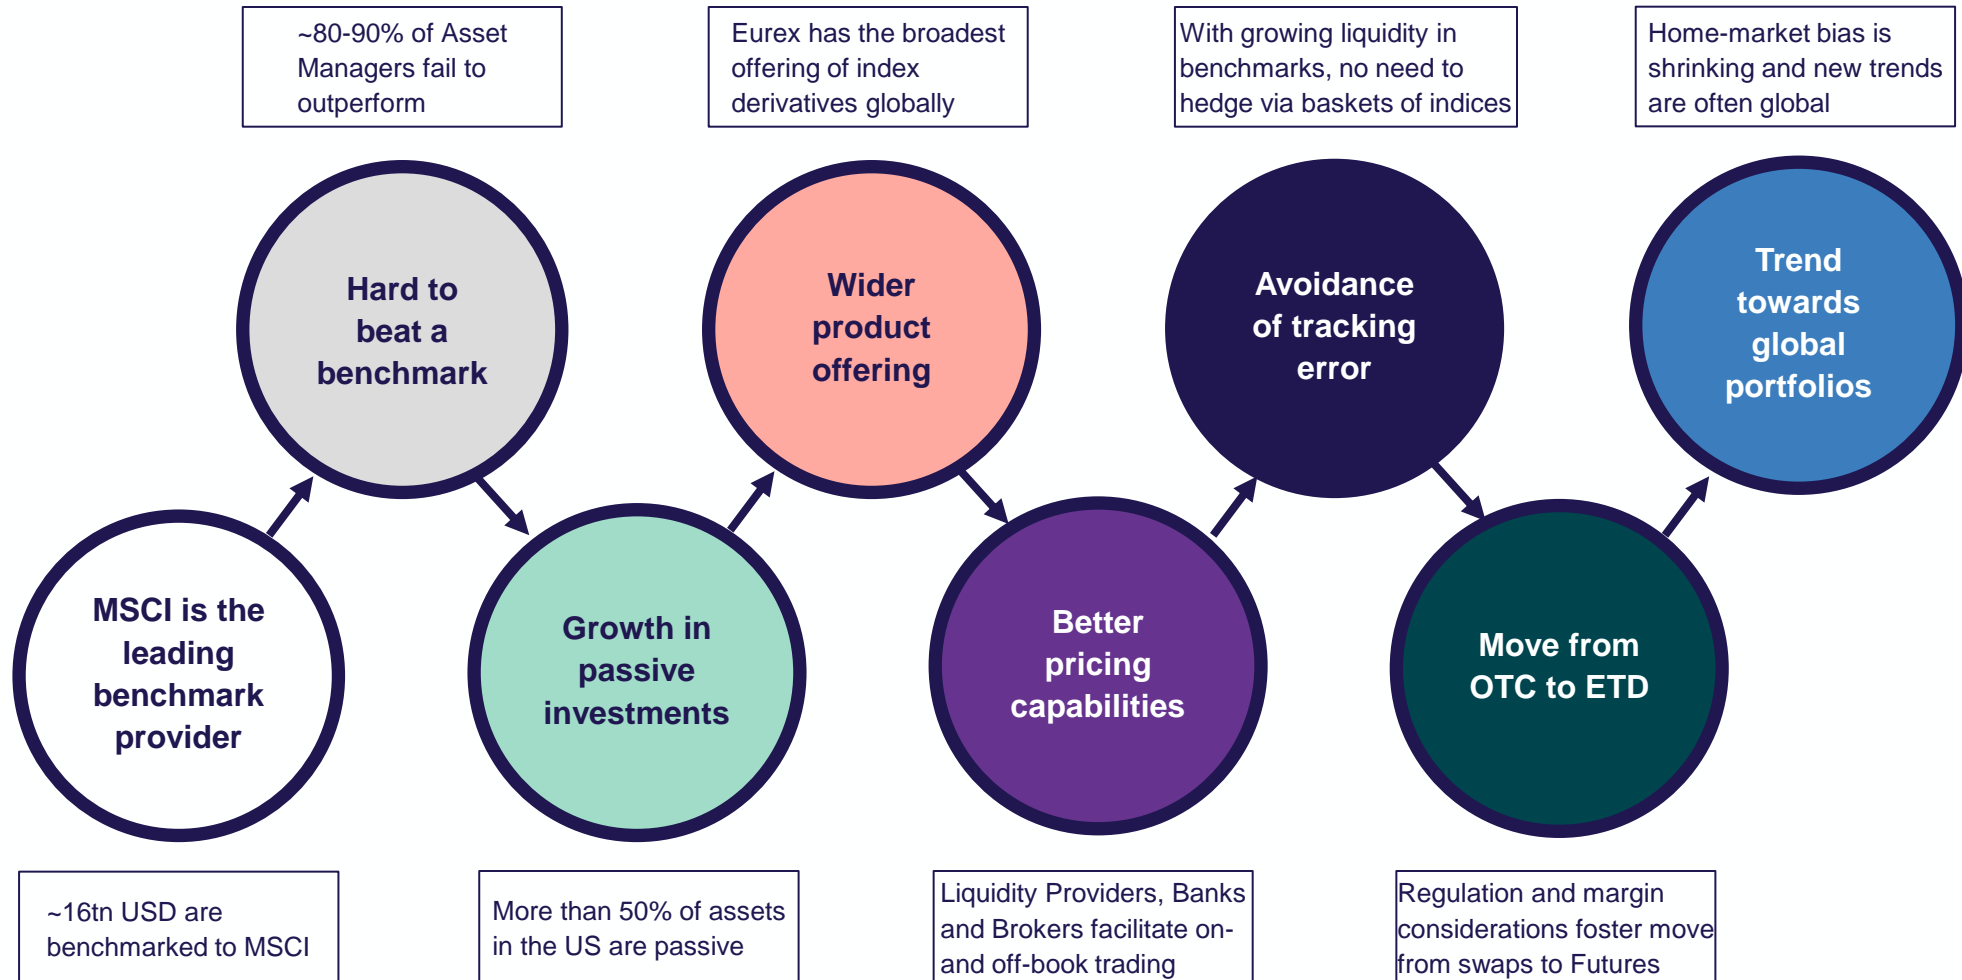 ~80-90% of Asset
Managers fail to
outperform
Eurex has the broadest
offering of index
derivatives globally
With growing liquidity in
benchmarks, no need to
hedge via baskets of indices
Home-market bias is
shrinking and new trends
are often global
Hard to
beat a
benchmark
Wider
product
offering
Avoidance
of tracking
error
Trend
towards
global
portfolios
MSCI is the
leading
benchmark
provider
Growth in
passive
investments
Better
pricing
capabilities
Move from
OTC to ETD
~16tn USD are
benchmarked to MSCI
More than 50% of assets
in the US are passive
Liquidity Providers, Banks
and Brokers facilitate on-
and off-book trading
Regulation and margin
considerations foster move
from swaps to Futures